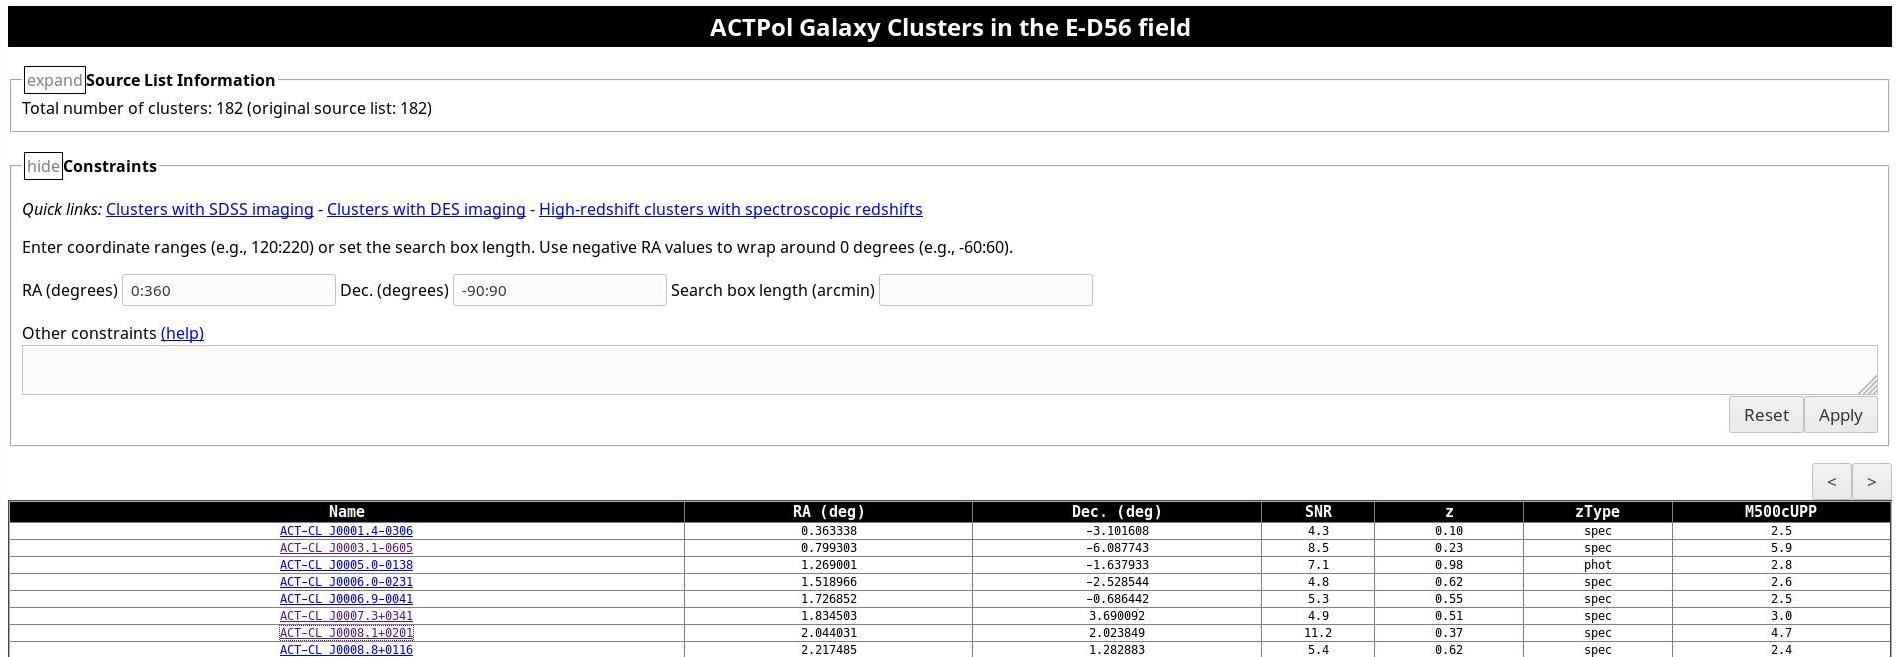 ACTPol Galaxy Clusters in the E-D56 field
expand Source List Information
Total number of clusters: 182 (original source list: 182)
hide Constraints
Quick links: Clusters with SDSS imaging - Clusters with DES imaging - High-redshift clusters with spectroscopic redshifts
Enter coordinate ranges (e.g., 120:220) or set the search box length. Use negative RA values to wrap around 0 degrees (e.g., -60:60).
RA (degrees) 0:360 Dec. (degrees) -90:90 Search box length (arcmin)
Other constraints (help)
Reset Apply
< >
Name RA (deg) Dec. (deg) SNR z zType M500cUPP
ACT-CL J0001.4-0306 0.363338 -3.101608 4.3 0.10 spec 2.5
ACT-CL J0003.1-0605 0.799303 -6.087743 8.5 0.23 spec 5.9
ACT-CL J0005.0-0138 1.269001 -1.637933 7.1 0.98 phot 2.8
ACT-CL J0006.0-0231 1.518966 -2.528544 4.8 0.62 spec 2.6
ACT-CL J0006.9-0041 1.726852 -0.686442 5.3 0.55 spec 2.5
ACT-CL J0007.3+0341 1.834503 3.690092 4.9 0.51 spec 3.0
ACT-CL J0008.1+0201 2.044031 2.023849 11.2 0.37 spec 4.7
ACT-CL J0008.8+0116 2.217485 1.282883 5.4 0.62 spec 2.4